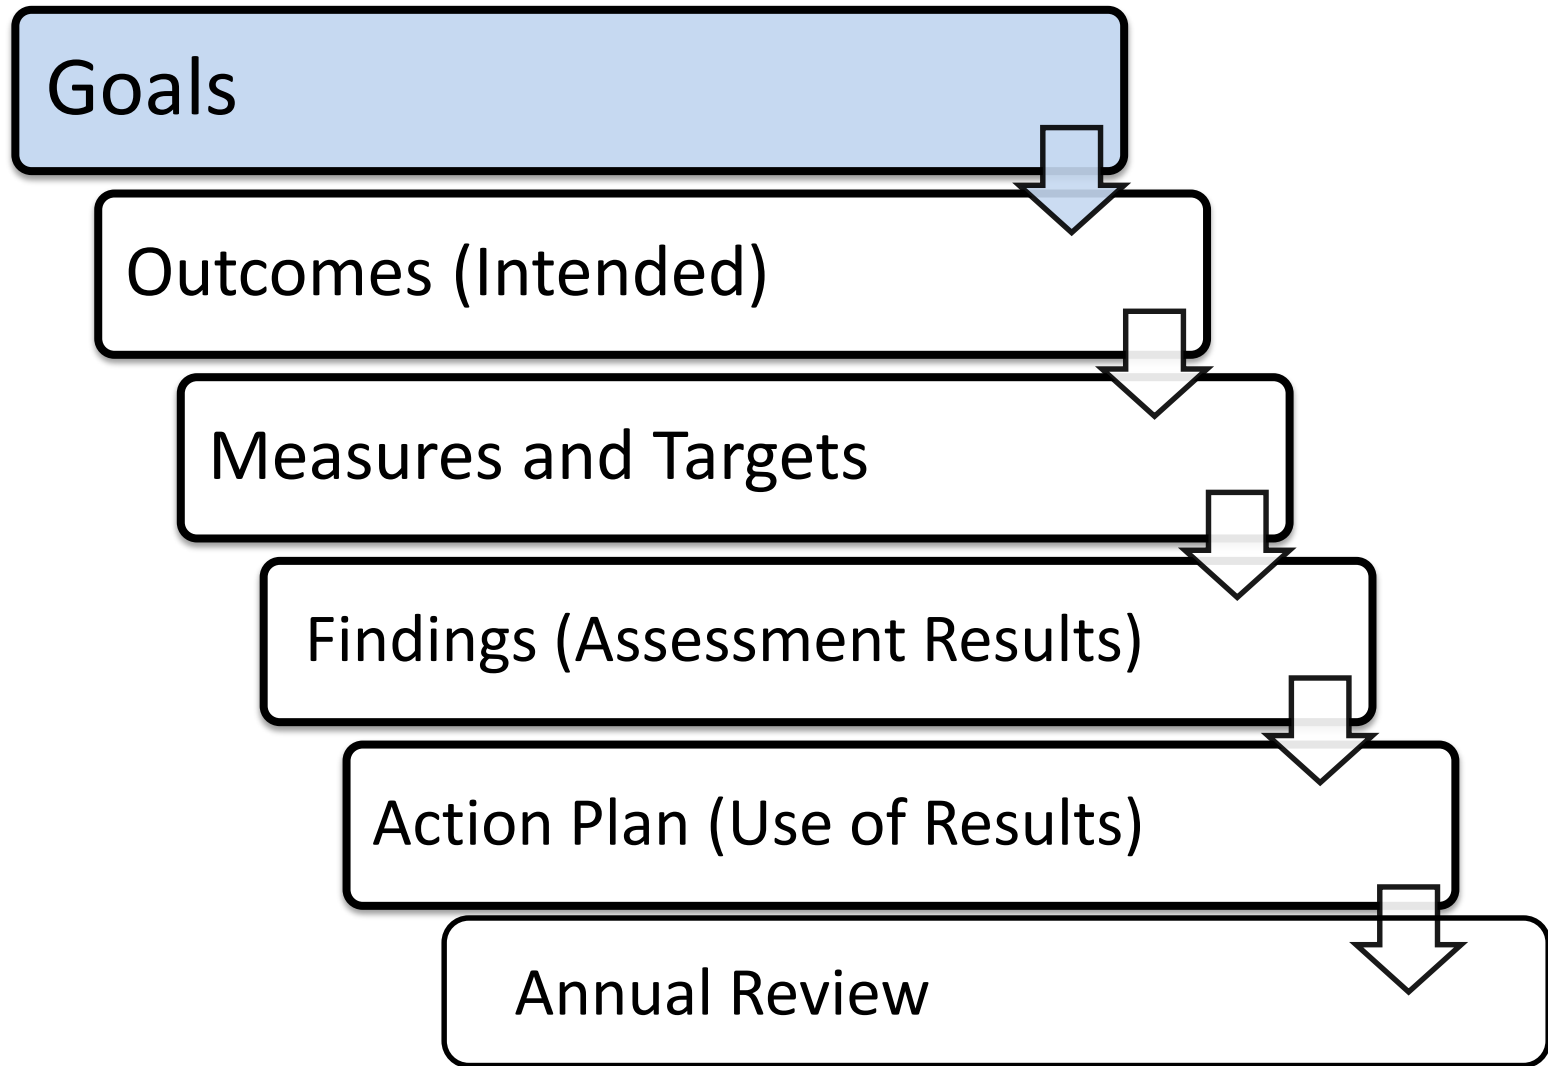 Goals
Outcomes (Intended)
Measures and Targets
Findings (Assessment Results)
Action Plan (Use of Results)
Annual Review